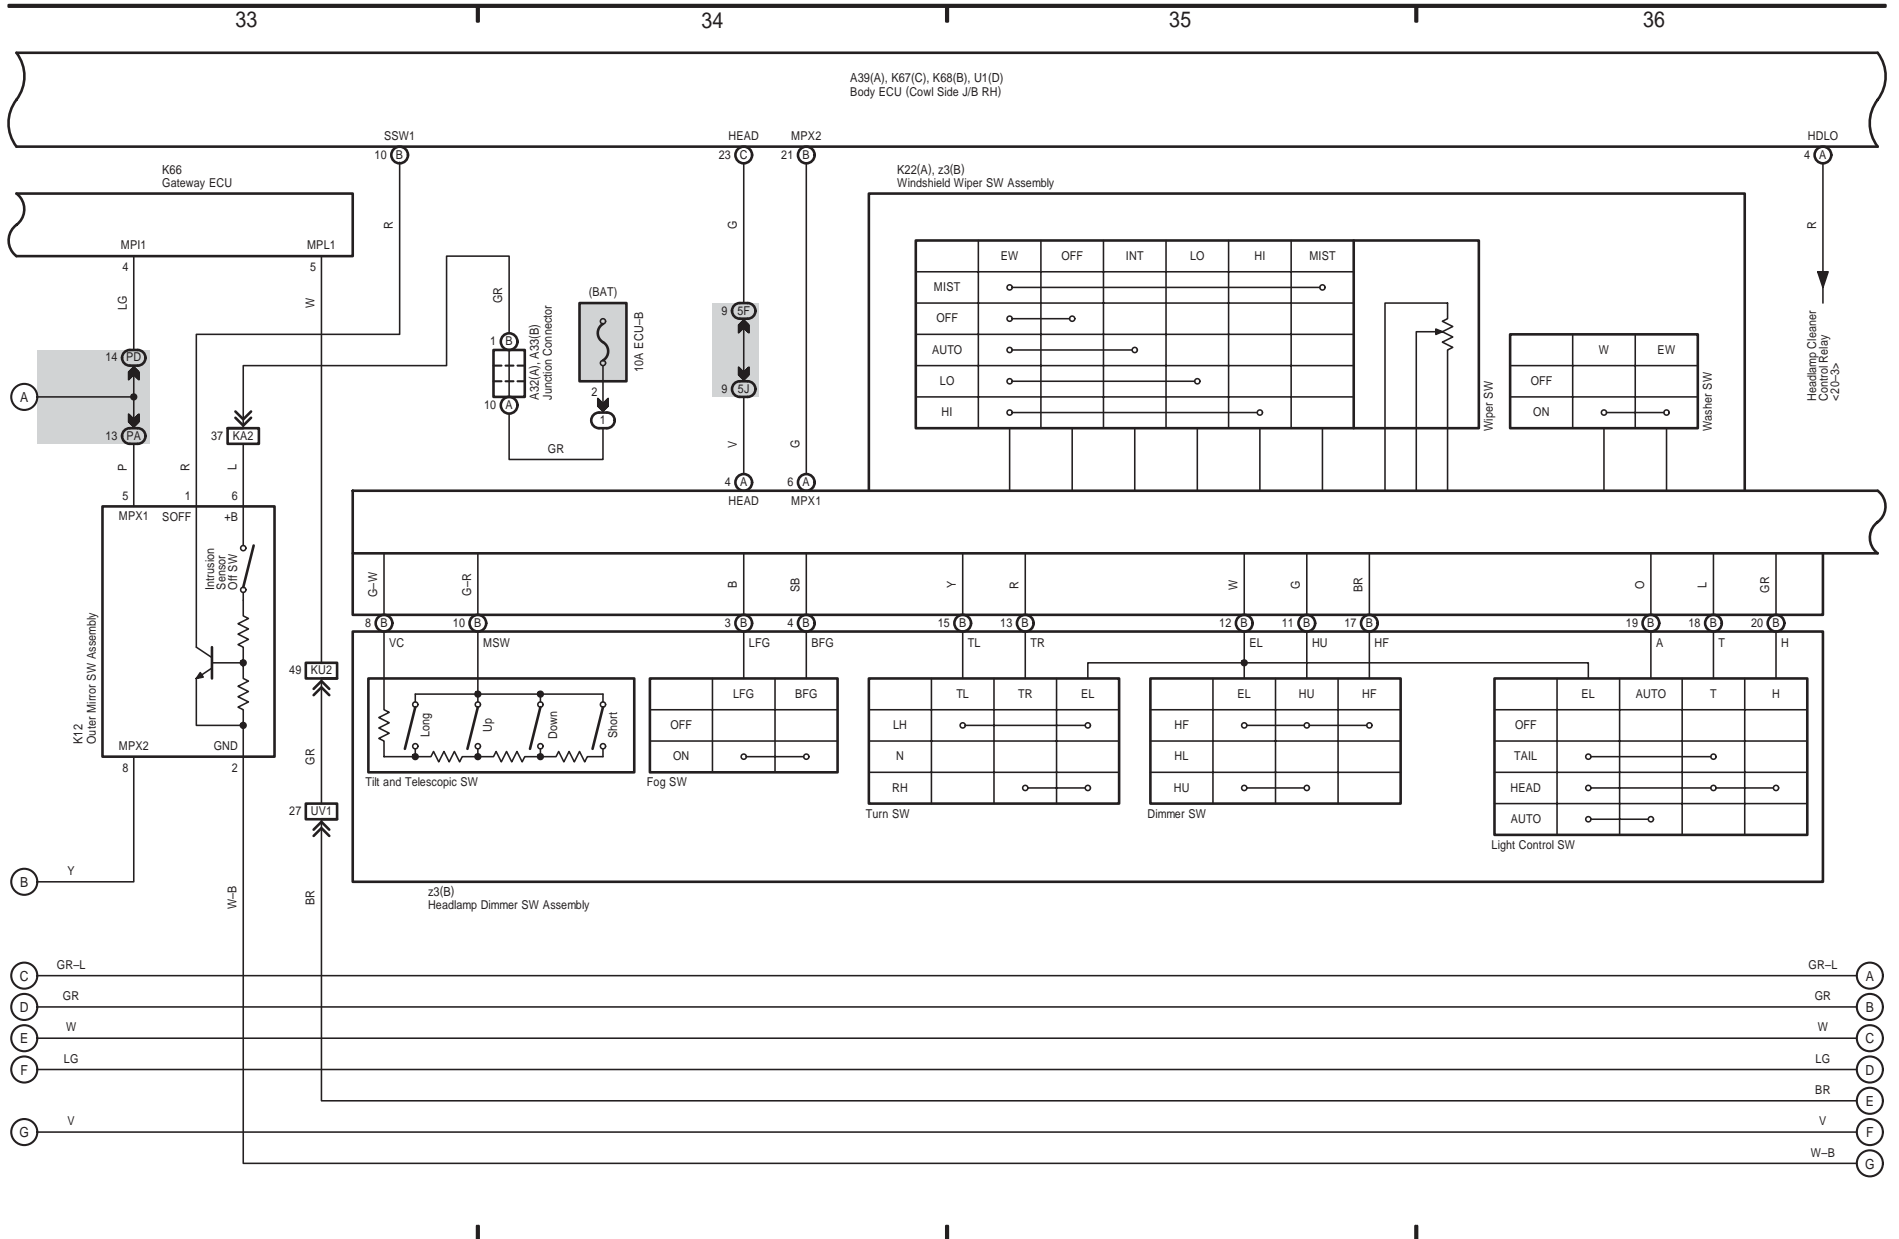 33
34
35
36
A39(A), K67(C), K68(B), U1(D)
Body ECU (Cowl Side J/B RH)
SSW1
HEAD
MPX2
HDLO
10 B
23 C
21 B
4 A
K66
Gateway ECU
K22(A), z3(B)
Windshield Wiper SW Assembly
MPI1
MPL1
4
5
LG
W
R
GR
G
R
(BAT)
10A ECU–B
2
1
1 B
A32(A), A33(B)
Junction Connector
10 A
GR
9 5F
9 5J
V
G
EW OFF INT LO HI MIST
MIST
OFF
AUTO
LO
HI
Wiper SW
W EW
OFF
ON
Washer SW
Headlamp Cleaner
Control Relay
<20–3>
A
14 PD
13 PA
37 KA2
P
R
L
5
1
6
4 A
6 A
HEAD
MPX1
MPX1
SOFF
+B
Intrusion
Sensor
Off SW
K12
Outer Mirror SW Assembly
MPX2
GND
8
2
G–W
G–R
B
SB
Y
R
W
G
BR
O
L
GR
8 B
10 B
3 B
4 B
15 B
13 B
12 B
11 B
17 B
19 B
18 B
20 B
VC
MSW
LFG
BFG
TL
TR
EL
HU
HF
A
T
H
49 KU2
GR
27 UV1
BR
Long
Up
Down
Short
Tilt and Telescopic SW
LFG BFG
OFF
ON
Fog SW
TL TR EL
LH
N
RH
Turn SW
EL HU HF
HF
HL
HU
Dimmer SW
EL AUTO T H
OFF
TAIL
HEAD
AUTO
Light Control SW
z3(B)
Headlamp Dimmer SW Assembly
B
Y
W–B
C GR–L GR–L A
D GR GR B
E W W C
F LG LG D
BR E
G V V F
W–B G